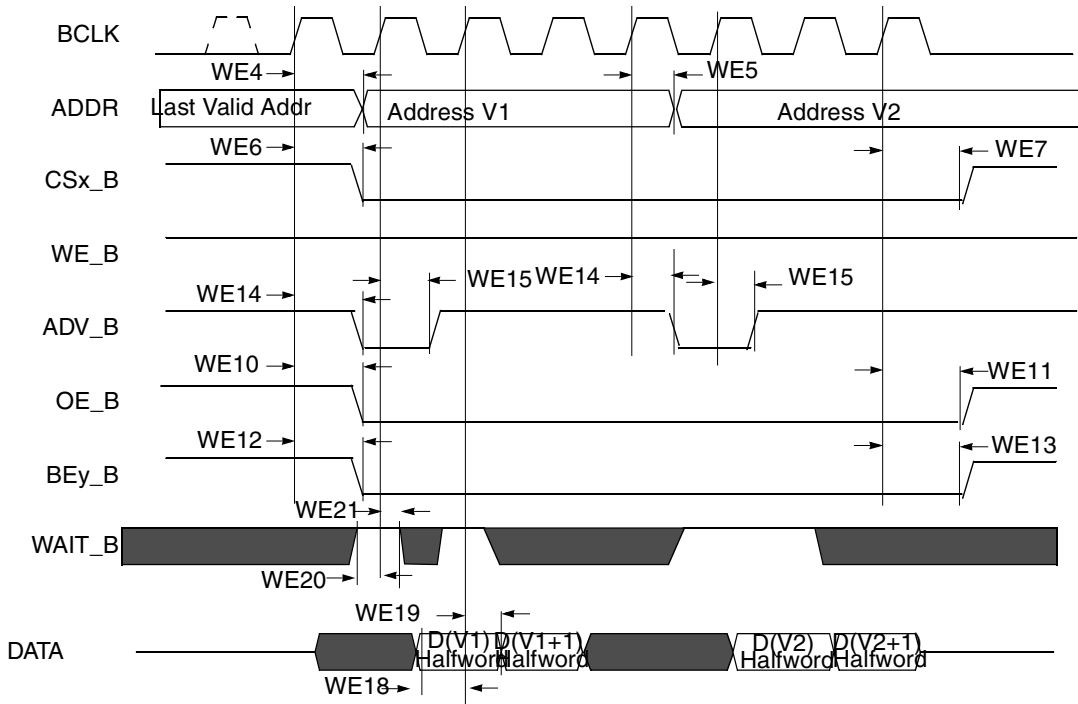 BCLK
WE4
WE5
ADDR
Last Valid Addr
Address V1
Address V2
WE6
WE7
CSx_B
WE_B
WE14
WE15
WE14
WE15
ADV_B
WE10
WE11
OE_B
WE12
WE13
BEy_B
WE21
WAIT_B
WE20
WE19
DATA
D(V1)
Halfword
D(V1+1)
Halfword
D(V2)
Halfword
D(V2+1)
Halfword
WE18